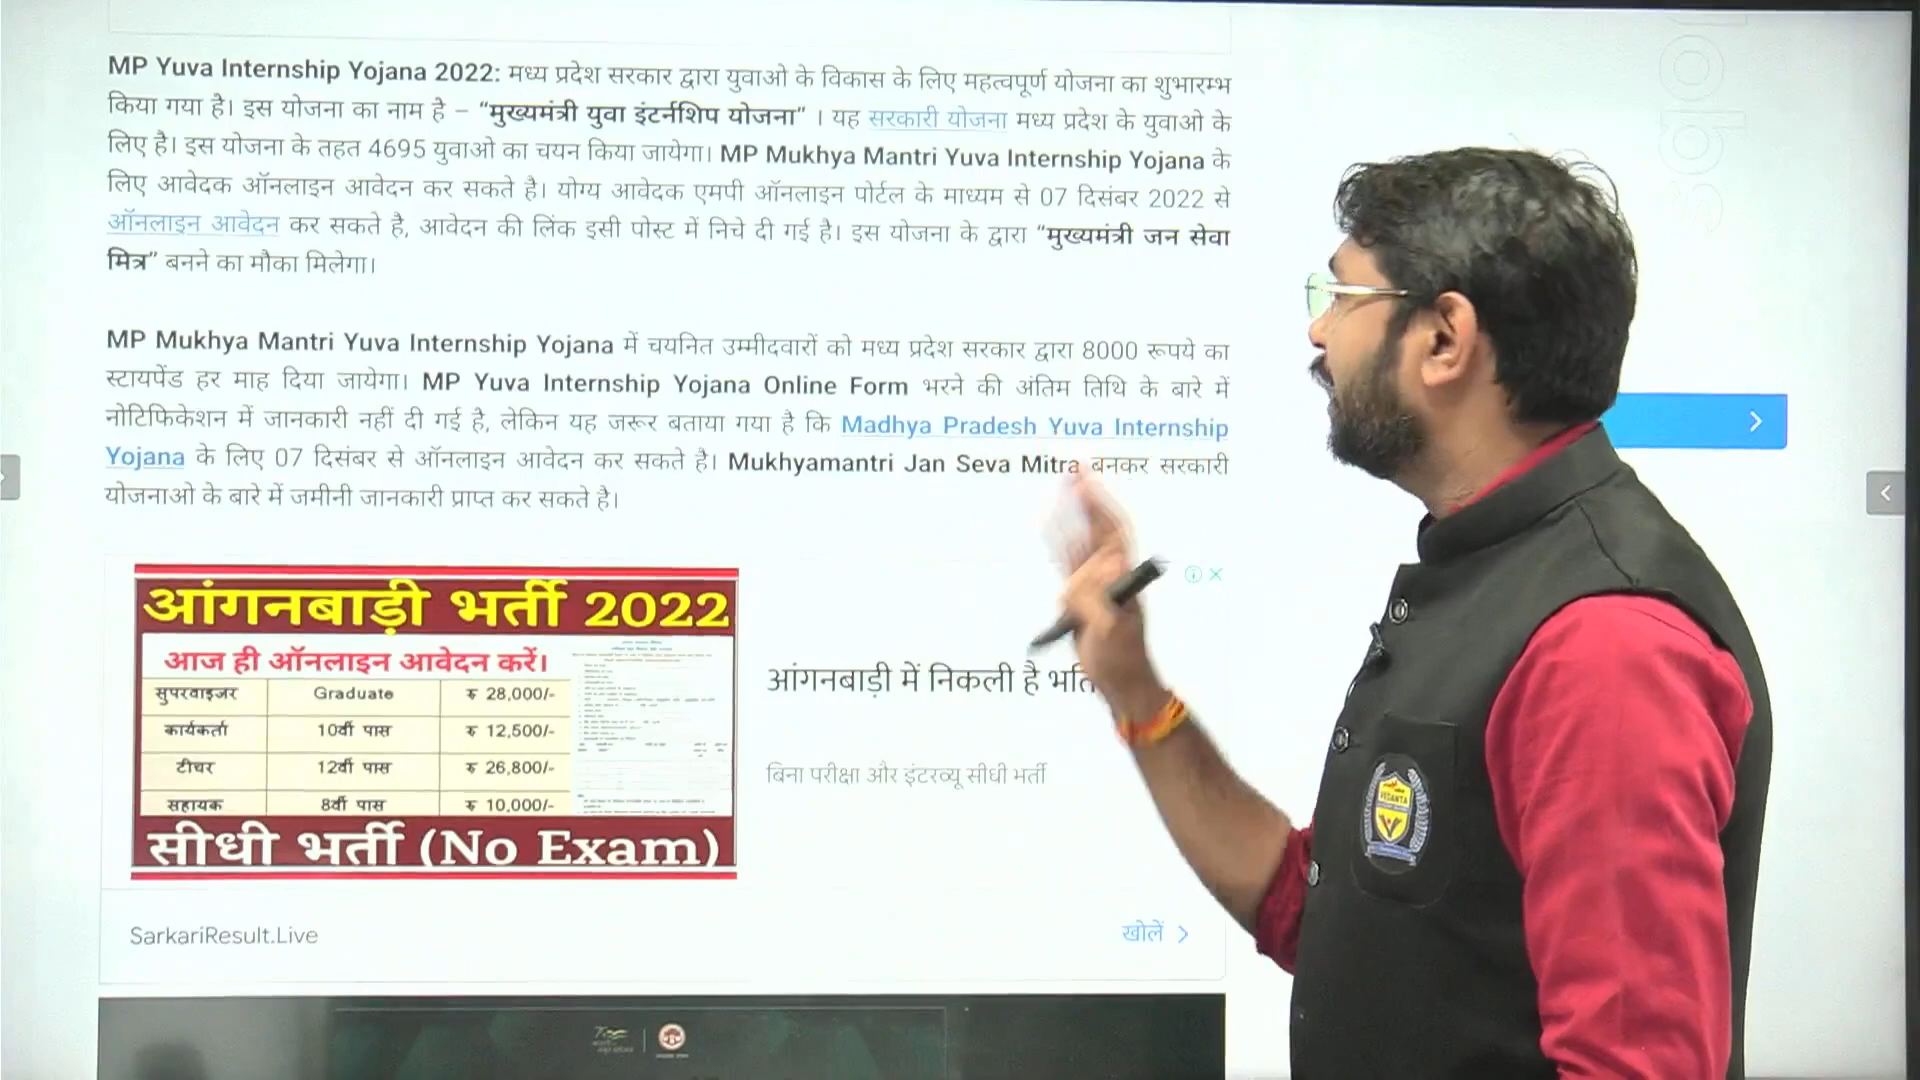 MP Yuva Internship Yojana 2022: मध्य प्रदेश सरकार द्वारा युवाओ के विकास के लिए महत्वपूर्ण योजना का शुभारम्भ
किया गया है। इस योजना का नाम है – “मुख्यमंत्री युवा इंटर्नशिप योजना” । यह सरकारी योजना मध्य प्रदेश के युवाओ के
लिए है। इस योजना के तहत 4695 युवाओ का चयन किया जायेगा। MP Mukhya Mantri Yuva Internship Yojana के
लिए आवेदक ऑनलाइन आवेदन कर सकते है। योग्य आवेदक एमपी ऑनलाइन पोर्टल के माध्यम से 07 दिसंबर 2022 से
ऑनलाइन आवेदन कर सकते है, आवेदन की लिंक इसी पोस्ट में निचे दी गई है। इस योजना के द्वारा “मुख्यमंत्री जन सेवा
मित्र” बनने का मौका मिलेगा।
MP Mukhya Mantri Yuva Internship Yojana में चयनित उम्मीदवारों को मध्य प्रदेश सरकार द्वारा 8000 रूपये का
स्टायपेंड हर माह दिया जायेगा। MP Yuva Internship Yojana Online Form भरने की अंतिम तिथि के बारे में
नोटिफिकेशन में जानकारी नहीं दी गई है, लेकिन यह जरूर बताया गया है कि Madhya Pradesh Yuva Internship
Yojana के लिए 07 दिसंबर से ऑनलाइन आवेदन कर सकते है। Mukhyamantri Jan Seva Mitra बनकर सरकारी
योजनाओ के बारे में जमीनी जानकारी प्राप्त कर सकते है।
आंगनबाड़ी भर्ती 2022
आज ही ऑनलाइन आवेदन करें।
सुपरवाइजर Graduate रु 28,000/-
कार्यकर्ता 10वीं पास रु 12,500/-
टीचर 12वीं पास रु 26,800/-
सहायक 8वीं पास रु 10,000/-
सीधी भर्ती (No Exam)
आंगनबाड़ी में निकली है
बिना परीक्षा और इंटरव्यू सीधी भर्ती
SarkariResult.Live
खोलें
VEDANTA